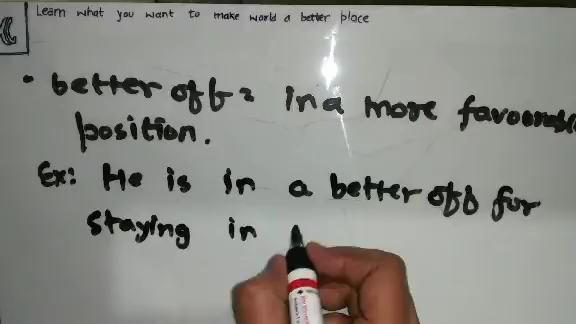 Learn what you want to make world a better place
• better off = in a more favourable
position.
Ex: He is in a better off for
staying in